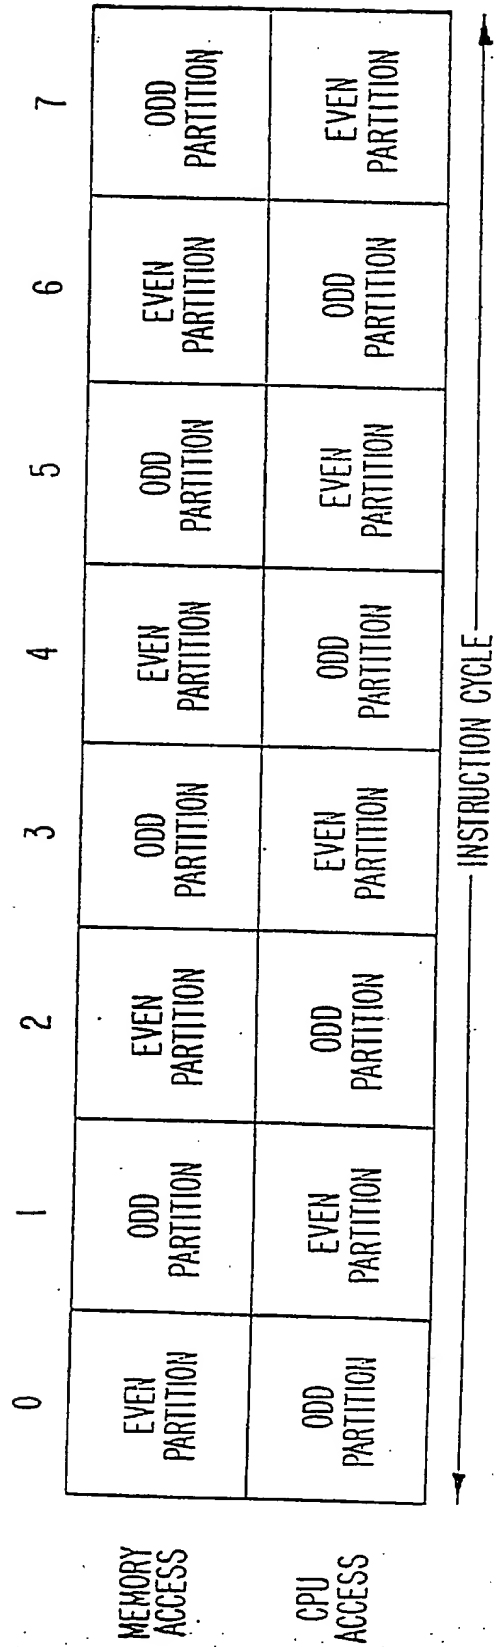 0 1 2 3 4 5 6 7
MEMORY
ACCESS
EVEN
PARTITION
ODD
PARTITION
EVEN
PARTITION
ODD
PARTITION
EVEN
PARTITION
ODD
PARTITION
EVEN
PARTITION
ODD
PARTITION
CPU
ACCESS
ODD
PARTITION
EVEN
PARTITION
ODD
PARTITION
EVEN
PARTITION
ODD
PARTITION
EVEN
PARTITION
ODD
PARTITION
EVEN
PARTITION
INSTRUCTION CYCLE